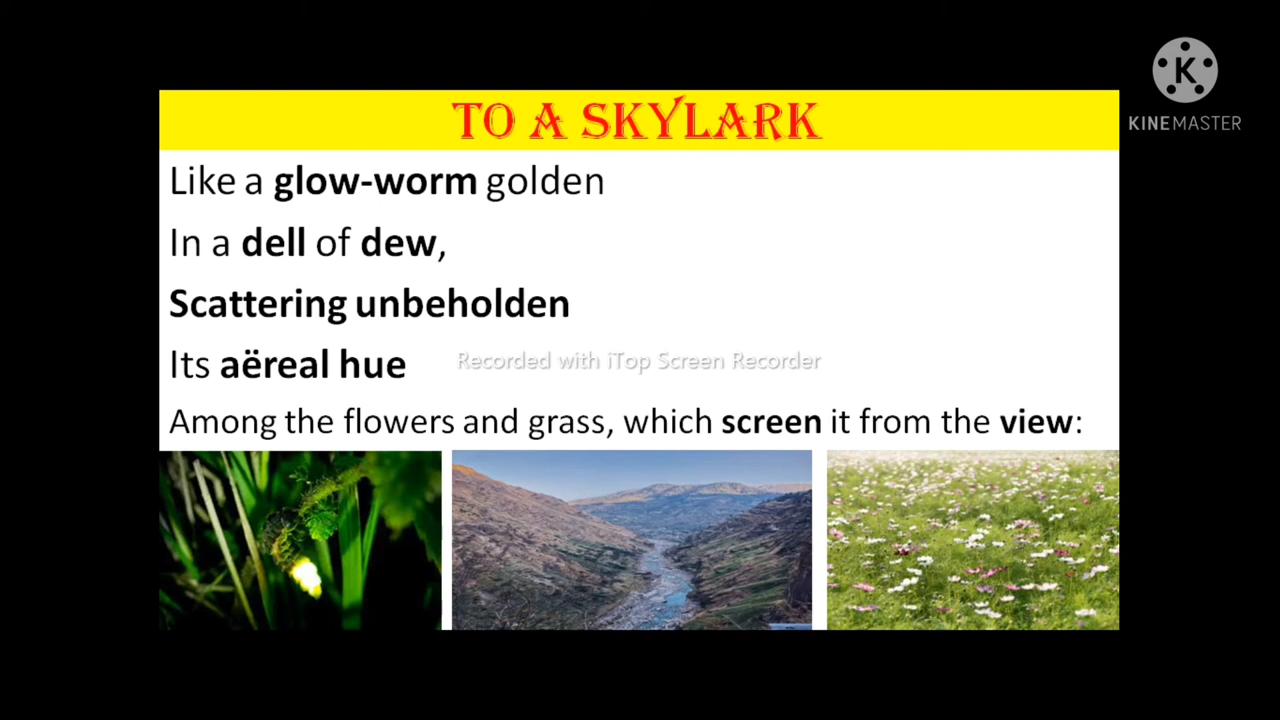 TO A SKYLARK
KINEMASTER
Like a glow-worm golden
In a dell of dew,
Scattering unbeholden
Its aëreal hue
Recorded with iTop Screen Recorder
Among the flowers and grass, which screen it from the view: